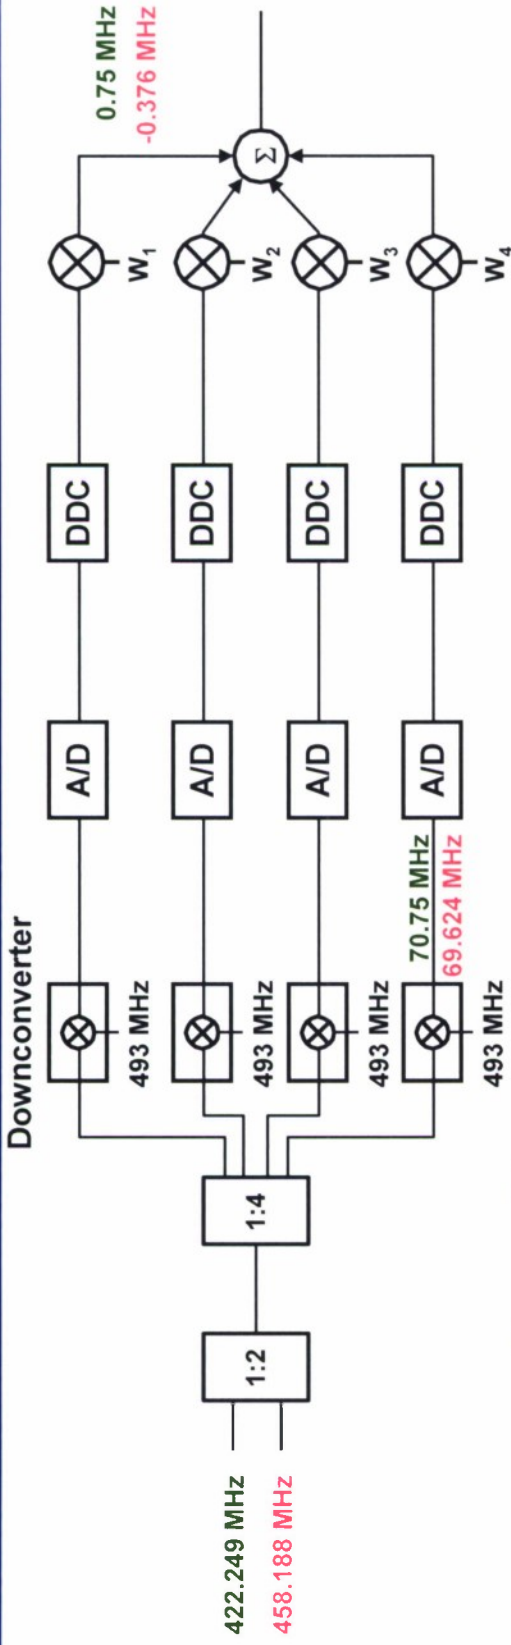 Downconverter
422.249 MHz
458.188 MHz
1:2
1:4
493 MHz
A/D
DDC
W1
493 MHz
A/D
DDC
W2
493 MHz
A/D
DDC
W3
493 MHz
70.75 MHz
69.624 MHz
A/D
DDC
W4
Σ
0.75 MHz
-0.376 MHz